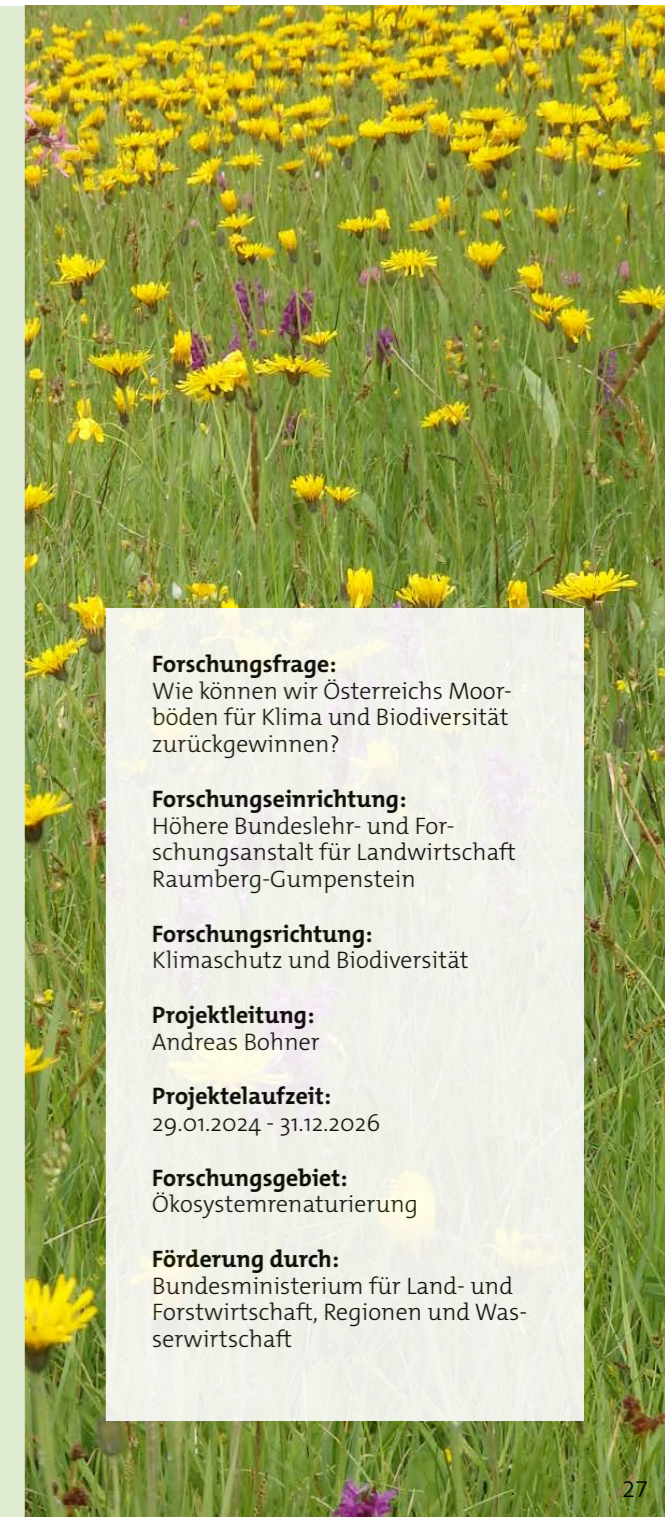 Forschungsfrage:
Wie können wir Österreichs Moor-
böden für Klima und Biodiversität
zurückgewinnen?
Forschungseinrichtung:
Höhere Bundeslehr- und For-
schungsanstalt für Landwirtschaft
Raumberg-Gumpenstein
Forschungsrichtung:
Klimaschutz und Biodiversität
Projektleitung:
Andreas Bohner
Projektelaufzeit:
29.01.2024 - 31.12.2026
Forschungsgebiet:
Ökosystemrenaturierung
Förderung durch:
Bundesministerium für Land- und
Forstwirtschaft, Regionen und Was-
serwirtschaft
27